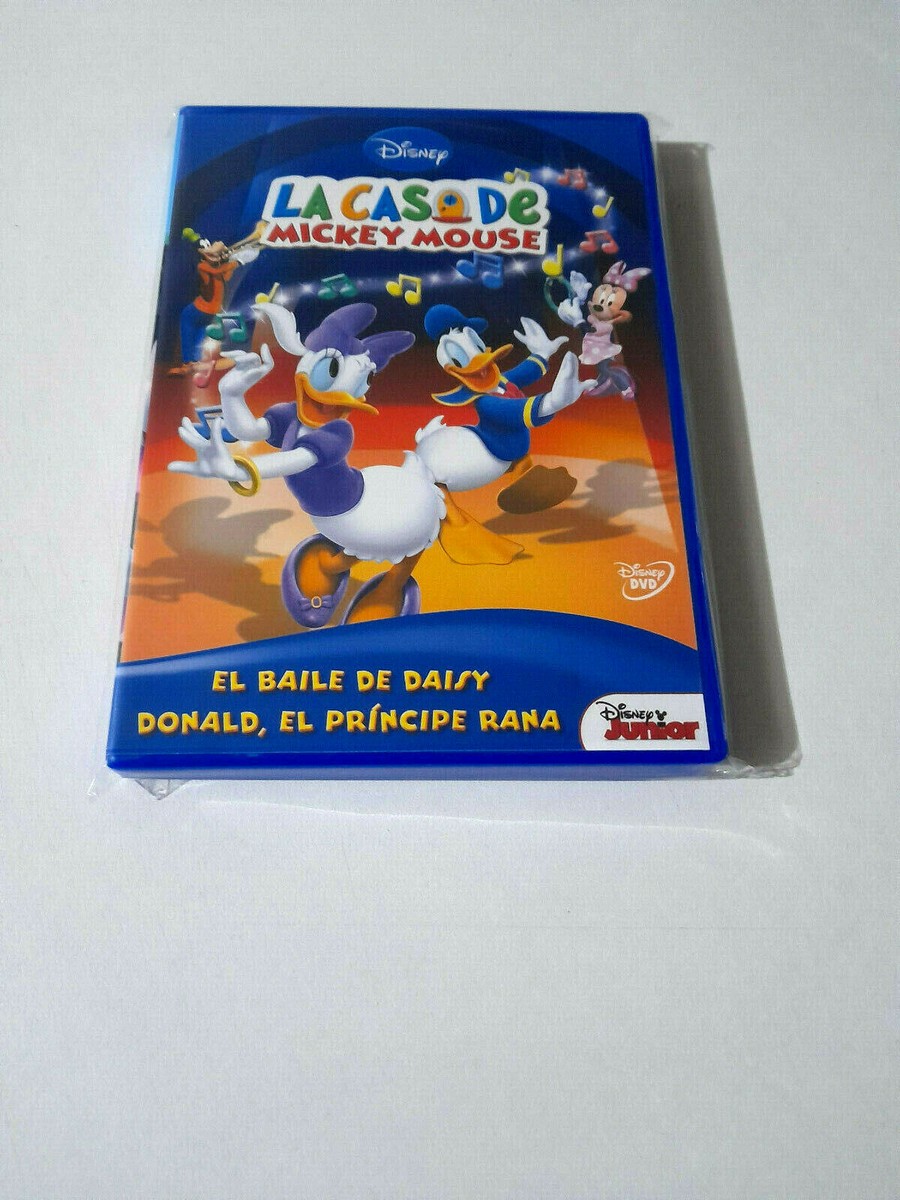 Disney
LA CASA DE
MICKEY MOUSE
Disney
DVD
EL BAILE DE DAISY
DONALD, EL PRÍNCIPE RANA
Disney
Junior